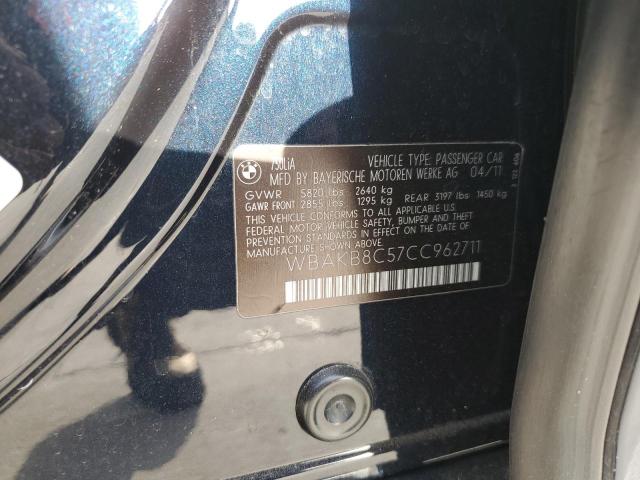 BMW
750LiA VEHICLE TYPE: PASSENGER CAR
MFD BY BAYERISCHE MOTOREN WERKE AG 04/11
GVWR 5820 lbs 2640 kg
GAWR FRONT 2855 lbs 1295 kg REAR 3197 lbs 1450 kg
THIS VEHICLE CONFORMS TO ALL APPLICABLE U.S.
FEDERAL MOTOR VEHICLE SAFETY, BUMPER, AND
THEFT PREVENTION STANDARDS IN EFFECT ON THE DATE OF
MANUFACTURE SHOWN ABOVE.
WBAKB8C57CC962711